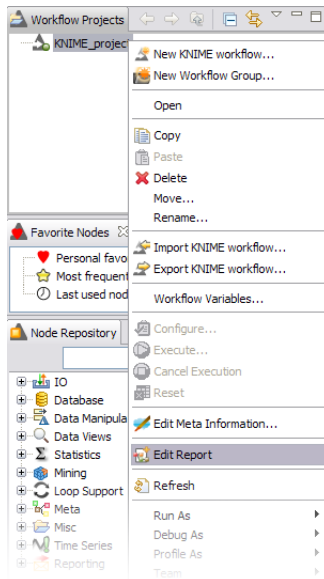 Workflow Projects
KNIME_project
New KNIME workflow...
New Workflow Group...
Open
Copy
Paste
Delete
Move...
Rename...
Import KNIME workflow...
Export KNIME workflow...
Workflow Variables...
Configure...
Execute...
Cancel Execution
Reset
Edit Meta Information...
Edit Report
Refresh
Run As
Debug As
Profile As
Team
Favorite Nodes
Personal favo
Most frequent
Last used nod
Node Repository
IO
Database
Data Manipula
Data Views
Statistics
Mining
Loop Support
Meta
Misc
Time Series
Reporting